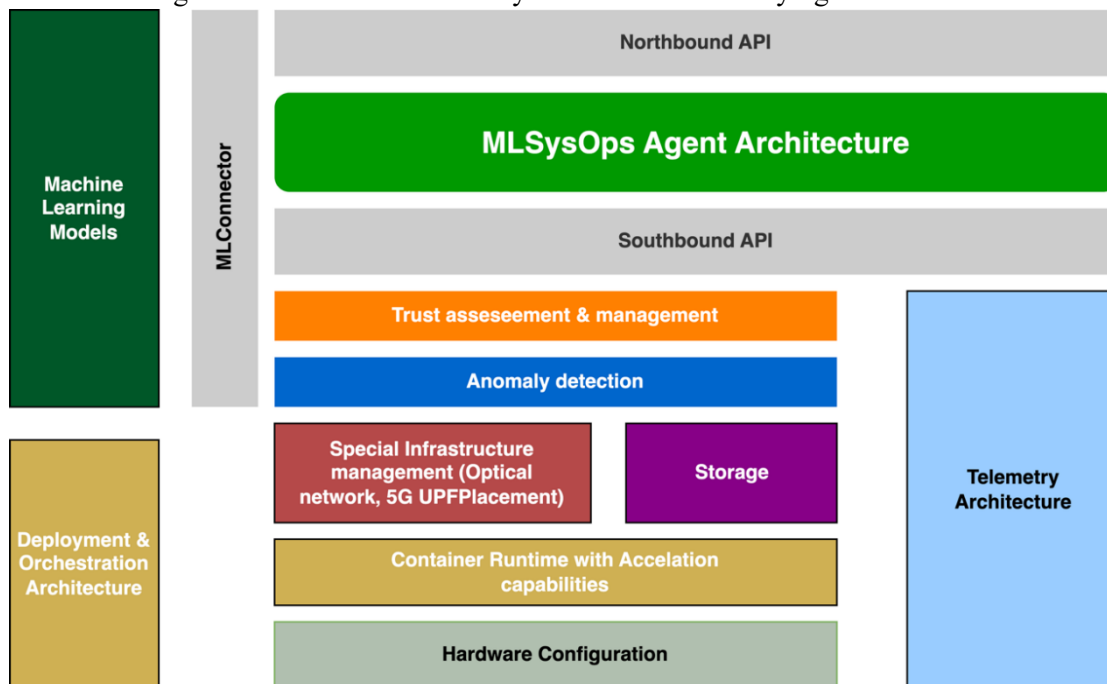 Northbound API
MLSysOps Agent Architecture
Machine
Learning
Models
MLConnector
Southbound API
Trust asseseement & management
Anomaly detection
Special Infrastructure
management (Optical
network, 5G UPFPlacement)
Storage
Telemetry
Architecture
Deployment &
Orchestration
Architecture
Container Runtime with Accelation
capabilities
Hardware Configuration